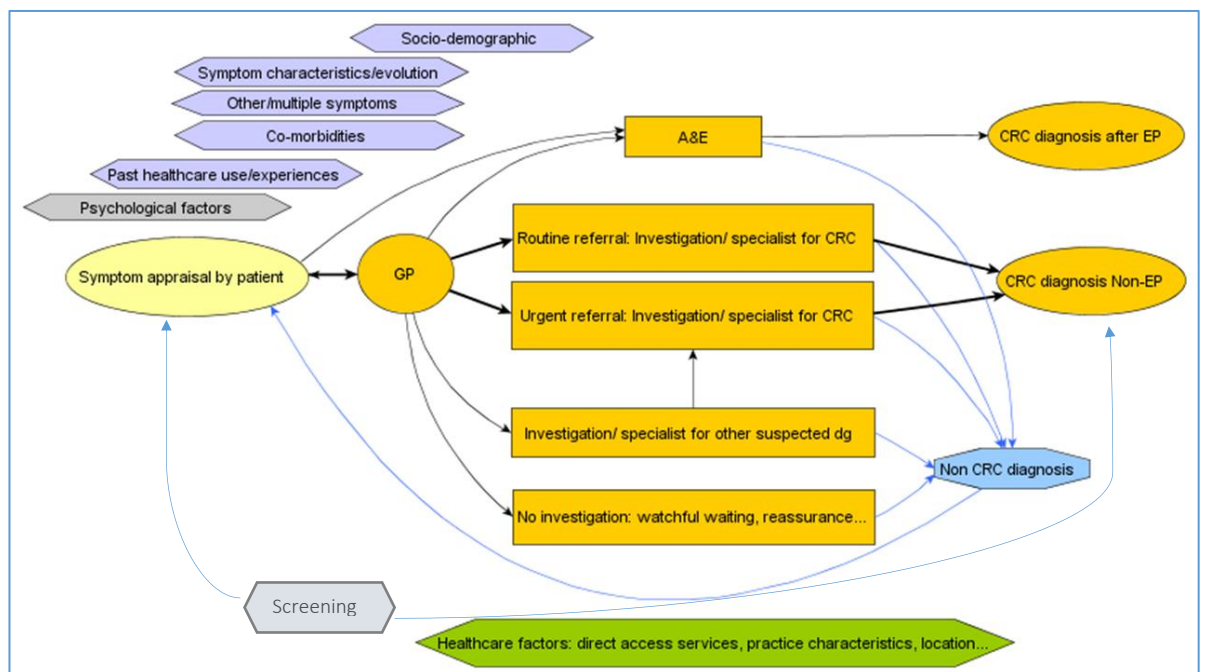 Socio-demographic
Symptom characteristics/evolution
Other/multiple symptoms
Co-morbidities
Past healthcare use/experiences
Psychological factors
Symptom appraisal by patient
GP
A&E
Routine referral: Investigation/ specialist for CRC
Urgent referral: Investigation/ specialist for CRC
Investigation/ specialist for other suspected dg
No investigation: watchful waiting, reassurance...
CRC diagnosis after EP
CRC diagnosis Non-EP
Non CRC diagnosis
Screening
Healthcare factors: direct access services, practice characteristics, location...